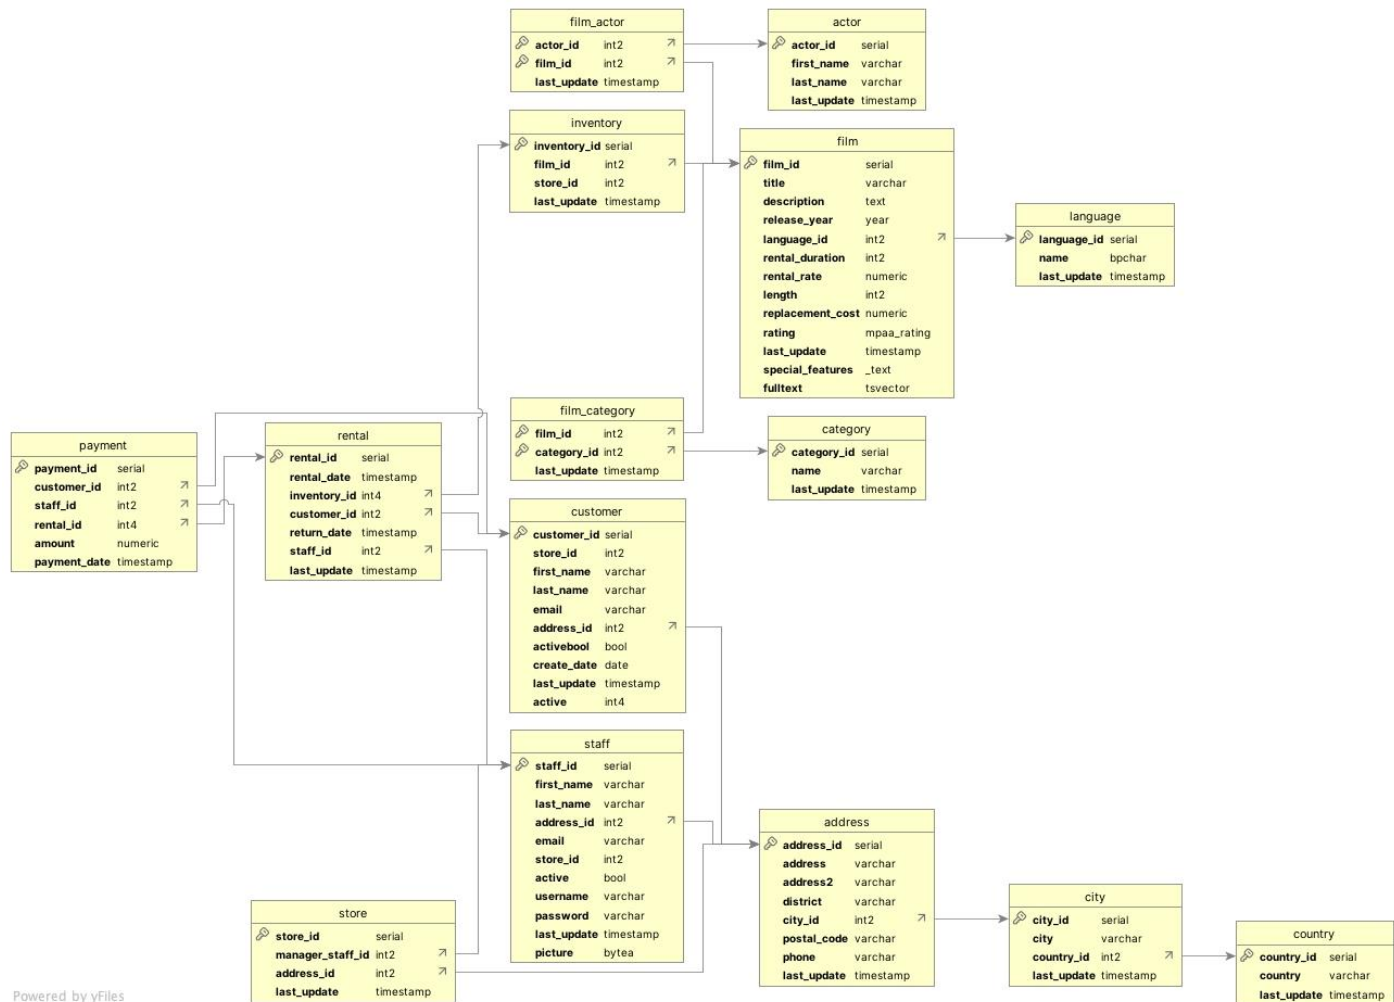 film_actor
actor_id int2
film_id int2
last_update timestamp
actor
actor_id serial
first_name varchar
last_name varchar
last_update timestamp
inventory
inventory_id serial
film_id int2
store_id int2
last_update timestamp
film
film_id serial
title varchar
description text
release_year year
language_id int2
rental_duration int2
rental_rate numeric
length int2
replacement_cost numeric
rating mpaa_rating
last_update timestamp
special_features _text
fulltext tsvector
language
language_id serial
name bpchar
last_update timestamp
film_category
film_id int2
category_id int2
last_update timestamp
category
category_id serial
name varchar
last_update timestamp
payment
payment_id serial
customer_id int2
staff_id int2
rental_id int4
amount numeric
payment_date timestamp
rental
rental_id serial
rental_date timestamp
inventory_id int4
customer_id int2
return_date timestamp
staff_id int2
last_update timestamp
customer
customer_id serial
store_id int2
first_name varchar
last_name varchar
email varchar
address_id int2
activebool bool
create_date date
last_update timestamp
active int4
staff
staff_id serial
first_name varchar
last_name varchar
address_id int2
email varchar
store_id int2
active bool
username varchar
password varchar
last_update timestamp
picture bytea
store
store_id serial
manager_staff_id int2
address_id int2
last_update timestamp
address
address_id serial
address varchar
address2 varchar
district varchar
city_id int2
postal_code varchar
phone varchar
last_update timestamp
city
city_id serial
city varchar
country_id int2
last_update timestamp
country
country_id serial
country varchar
last_update timestamp
Powered by yFiles